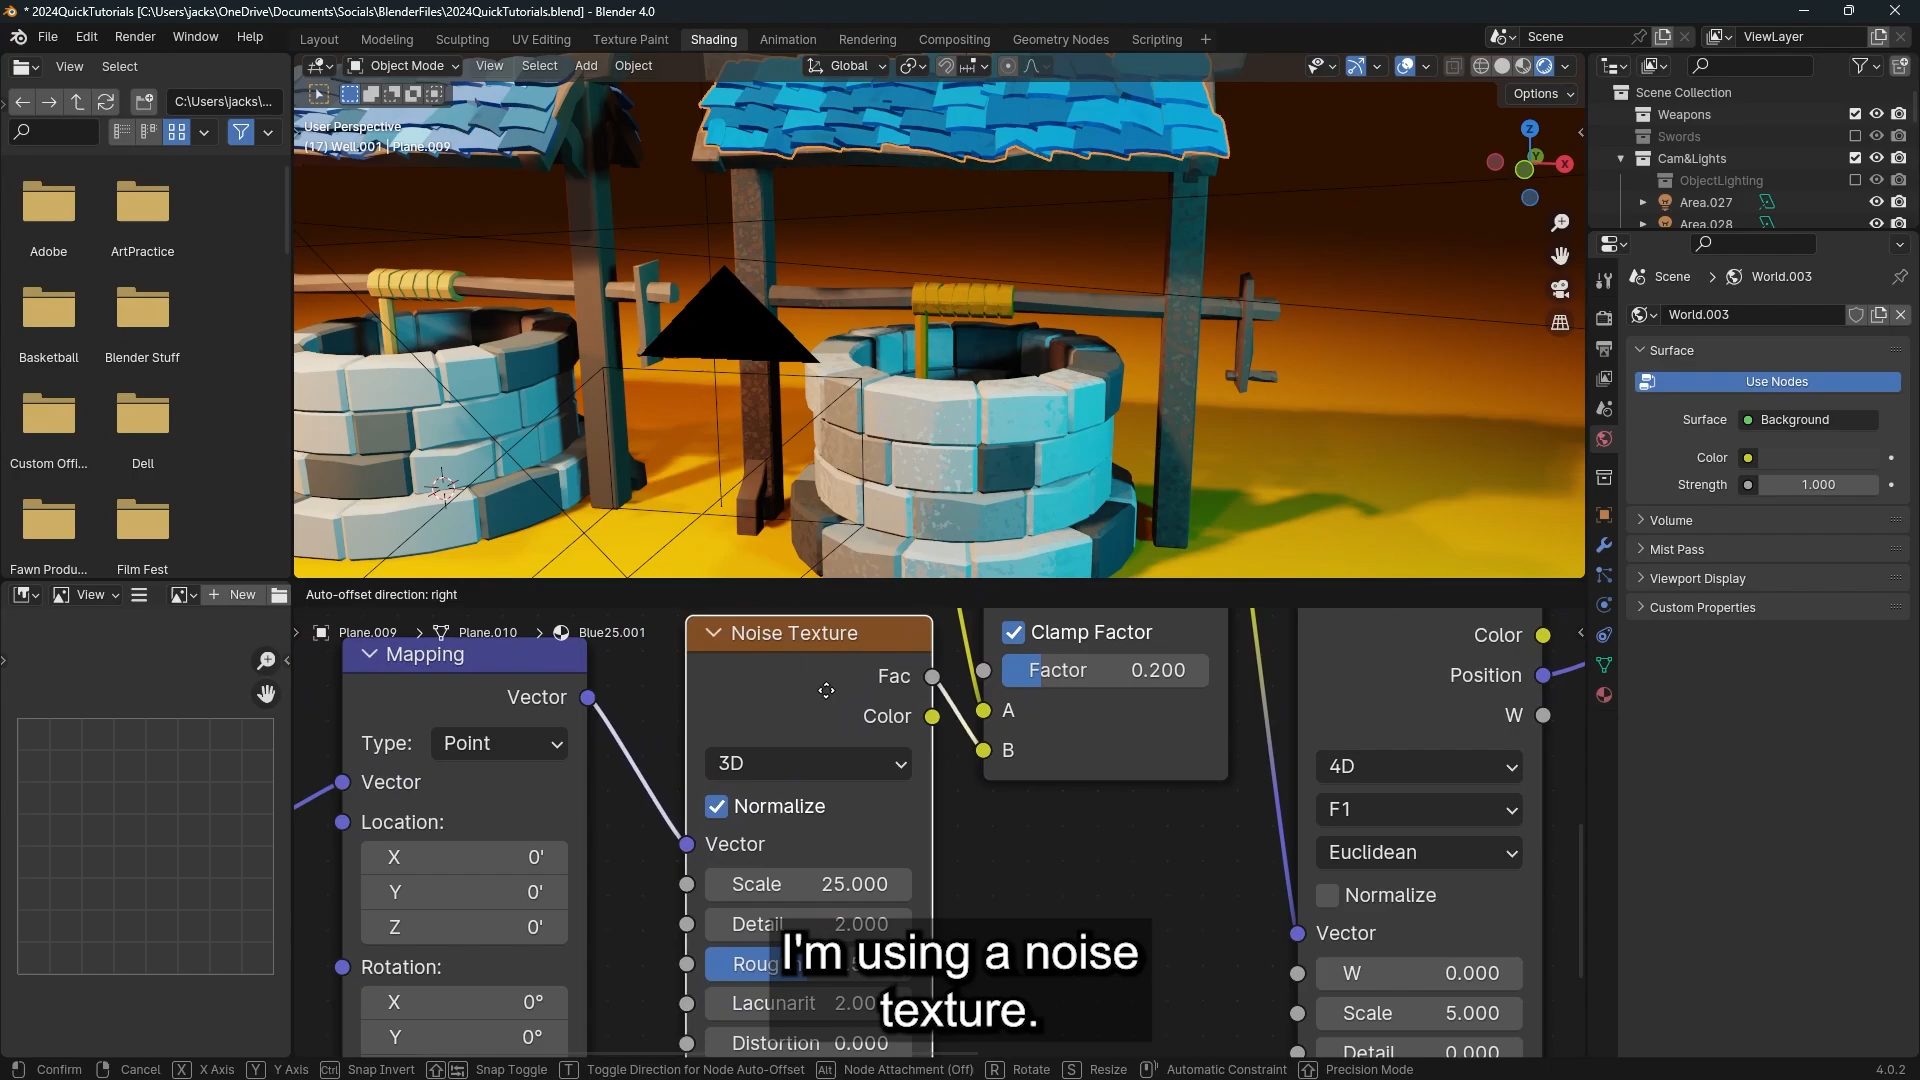 * 2024QuickTutorials [C:\Users\jacks\OneDrive\Documents\Socials\BlenderFiles\2024QuickTutorials.blend] - Blender 4.0
File Edit Render Window Help
Layout Modeling Sculpting UV Editing Texture Paint Shading Animation Rendering Compositing Geometry Nodes Scripting +
Scene
ViewLayer
View Select
Object Mode View Select Add Object
Global
C:\Users\jacks\...
Options
User Perspective
(17) Well.001 | Plane.009
Z
Y
X
Adobe
ArtPractice
Basketball
Blender Stuff
Custom Offi...
Dell
Fawn Produ...
Film Fest
Scene Collection
Weapons
Swords
Cam&Lights
ObjectLighting
Area.027
Area.028
Scene > World.003
World.003
Surface
Use Nodes
Surface Background
Color
Strength 1.000
Volume
Mist Pass
Viewport Display
Custom Properties
View
+ New
Auto-offset direction: right
Plane.009 > Plane.010 > Blue25.001
Mapping
Vector
Type: Point
Vector
Location:
X 0'
Y 0'
Z 0'
Rotation:
X 0°
Y 0°
Noise Texture
Fac
Color
3D
Normalize
Vector
Scale 25.000
Detail 2.000
Lacunarit
Distortion 0.000
Clamp Factor
Factor 0.200
A
B
Color
Position
W
4D
F1
Euclidean
Normalize
Vector
W 0.000
Scale 5.000
Detail 0.000
I'm using a noise
texture.
Confirm Cancel X X Axis Y Y Axis Ctrl Snap Invert Snap Toggle T Toggle Direction for Node Auto-Offset Alt Node Attachment (Off) R Rotate S Resize Automatic Constraint Precision Mode
4.0.2